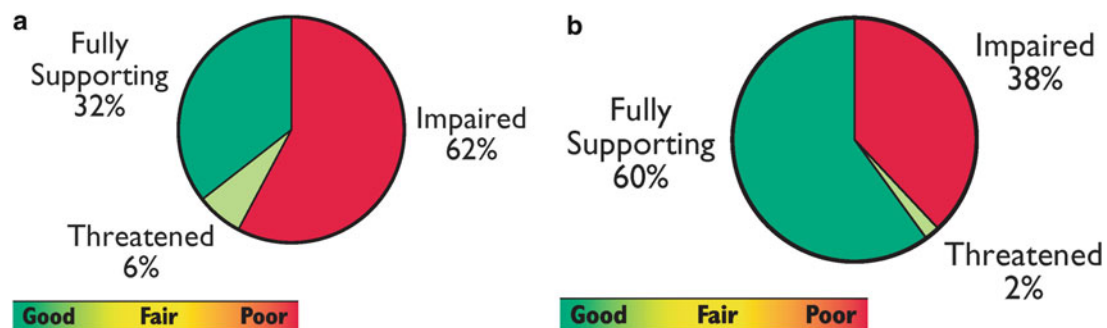 a
Fully
Supporting
32%
Impaired
62%
Threatened
6%
Good Fair Poor
b
Impaired
38%
Fully
Supporting
60%
Threatened
2%
Good Fair Poor